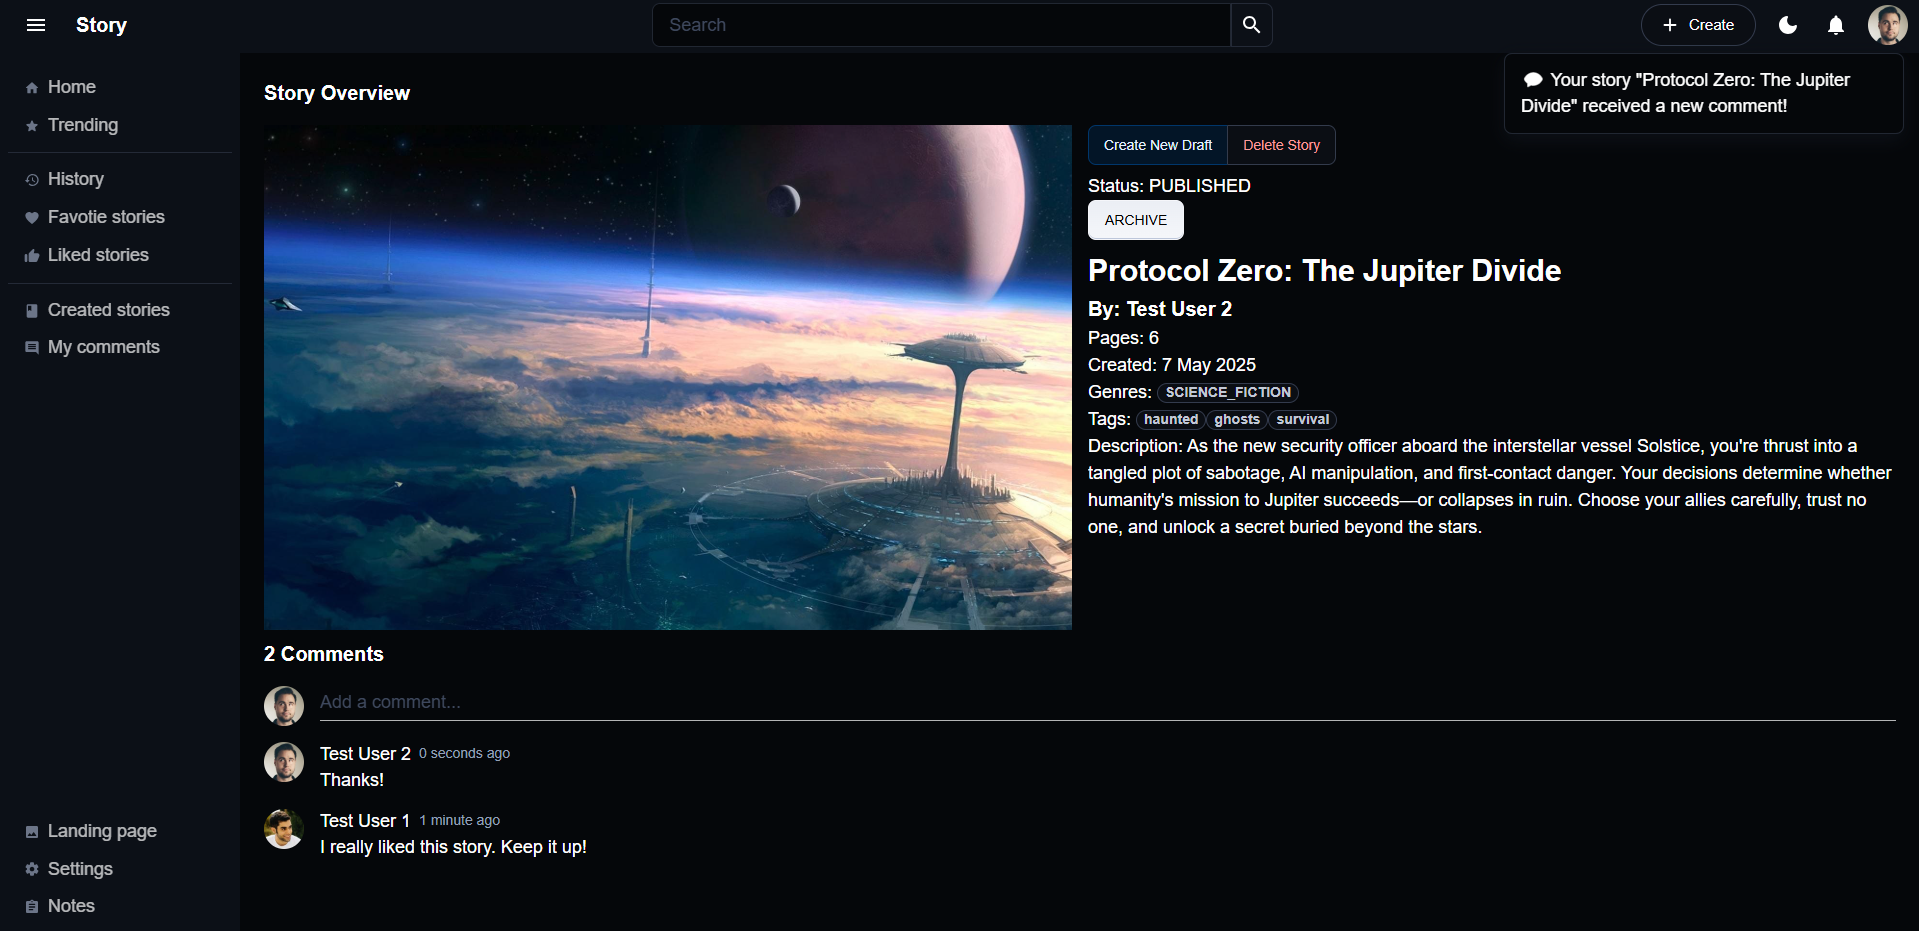 Story
Search
Create
Your story "Protocol Zero: The Jupiter
Divide" received a new comment!
Home
Trending
History
Favotie stories
Liked stories
Created stories
My comments
Landing page
Settings
Notes
Story Overview
Create New Draft
Delete Story
Status: PUBLISHED
ARCHIVE
Protocol Zero: The Jupiter Divide
By: Test User 2
Pages: 6
Created: 7 May 2025
Genres: SCIENCE_FICTION
Tags: haunted ghosts survival
Description: As the new security officer aboard the interstellar vessel Solstice, you're thrust into a
tangled plot of sabotage, AI manipulation, and first-contact danger. Your decisions determine whether
humanity's mission to Jupiter succeeds—or collapses in ruin. Choose your allies carefully, trust no
one, and unlock a secret buried beyond the stars.
2 Comments
Add a comment...
Test User 2 0 seconds ago
Thanks!
Test User 1 1 minute ago
I really liked this story. Keep it up!